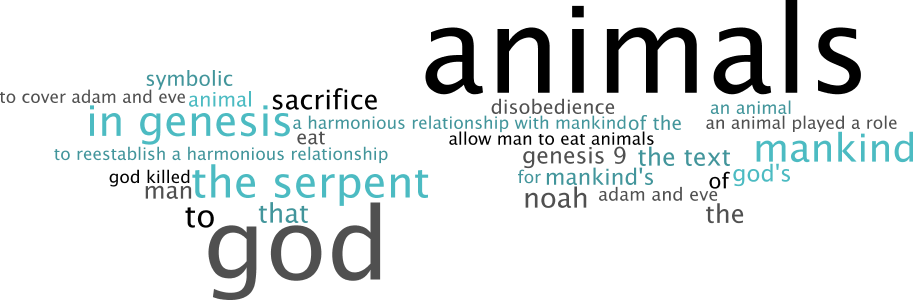 animals
symbolic
to cover adam and eve animal sacrifice disobedience an animal
in genesis a harmonious relationship with mankind of the an animal played a role
eat allow man to eat animals mankind
to reestablish a harmonious relationship genesis 9 the text
god killed the serpent for mankind's of god's
man noah adam and eve
to that the
god